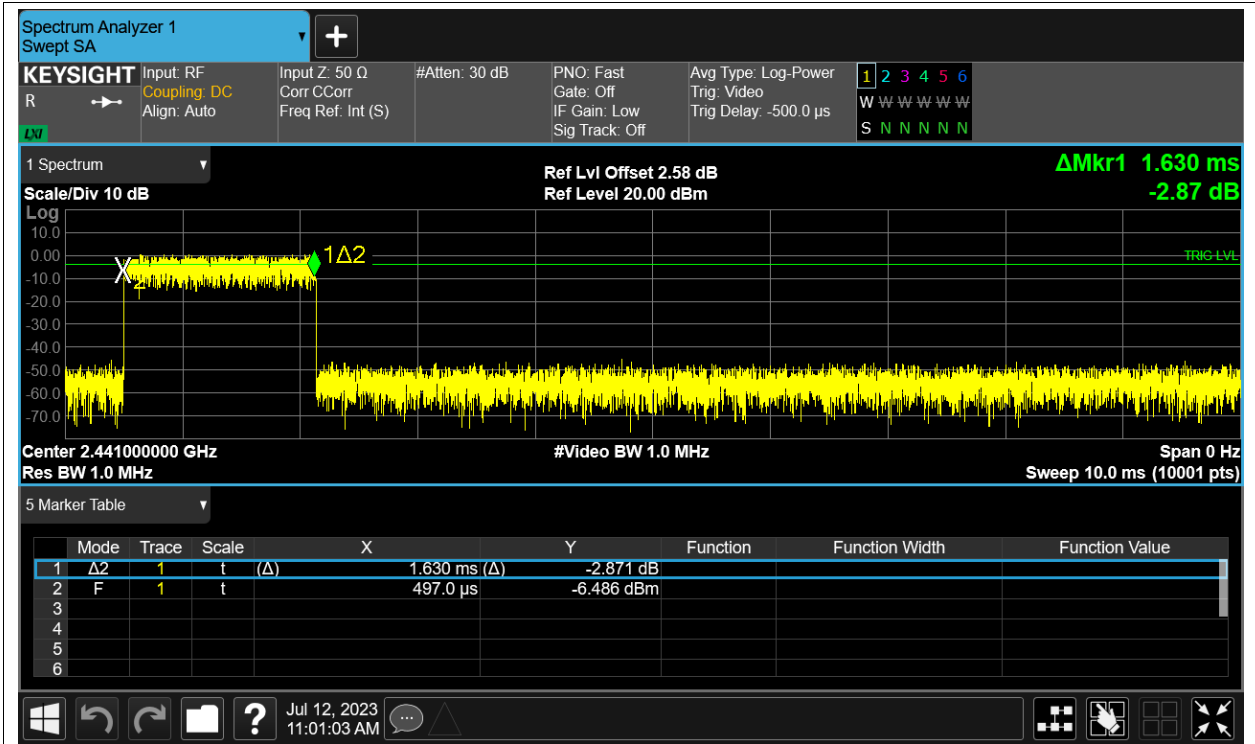 Spectrum Analyzer 1
Swept SA
KEYSIGHT Input: RF Input Z: 50 Ω #Atten: 30 dB PNO: Fast Avg Type: Log-Power 1 2 3 4 5 6
R Coupling: DC Corr CCorr Gate: Off Trig: Video W W W W W W
Align: Auto Freq Ref: Int (S) IF Gain: Low Trig Delay: -500.0 µs
LXI Sig Track: Off S N N N N N
1 Spectrum Ref Lvl Offset 2.58 dB ΔMkr1 1.630 ms
Scale/Div 10 dB Ref Level 20.00 dBm -2.87 dB
Log
10.0
0.00 1Δ2 TRIG LVL
-10.0 X 2
-20.0
-30.0
-40.0
-50.0
-60.0
-70.0
Center 2.441000000 GHz #Video BW 1.0 MHz Span 0 Hz
Res BW 1.0 MHz Sweep 10.0 ms (10001 pts)
5 Marker Table
Mode Trace Scale X Y Function Function Width Function Value
1 Δ2 1 t (Δ) 1.630 ms (Δ) -2.871 dB
2 F 1 t 497.0 µs -6.486 dBm
3
4
5
6
? Jul 12, 2023
11:01:03 AM